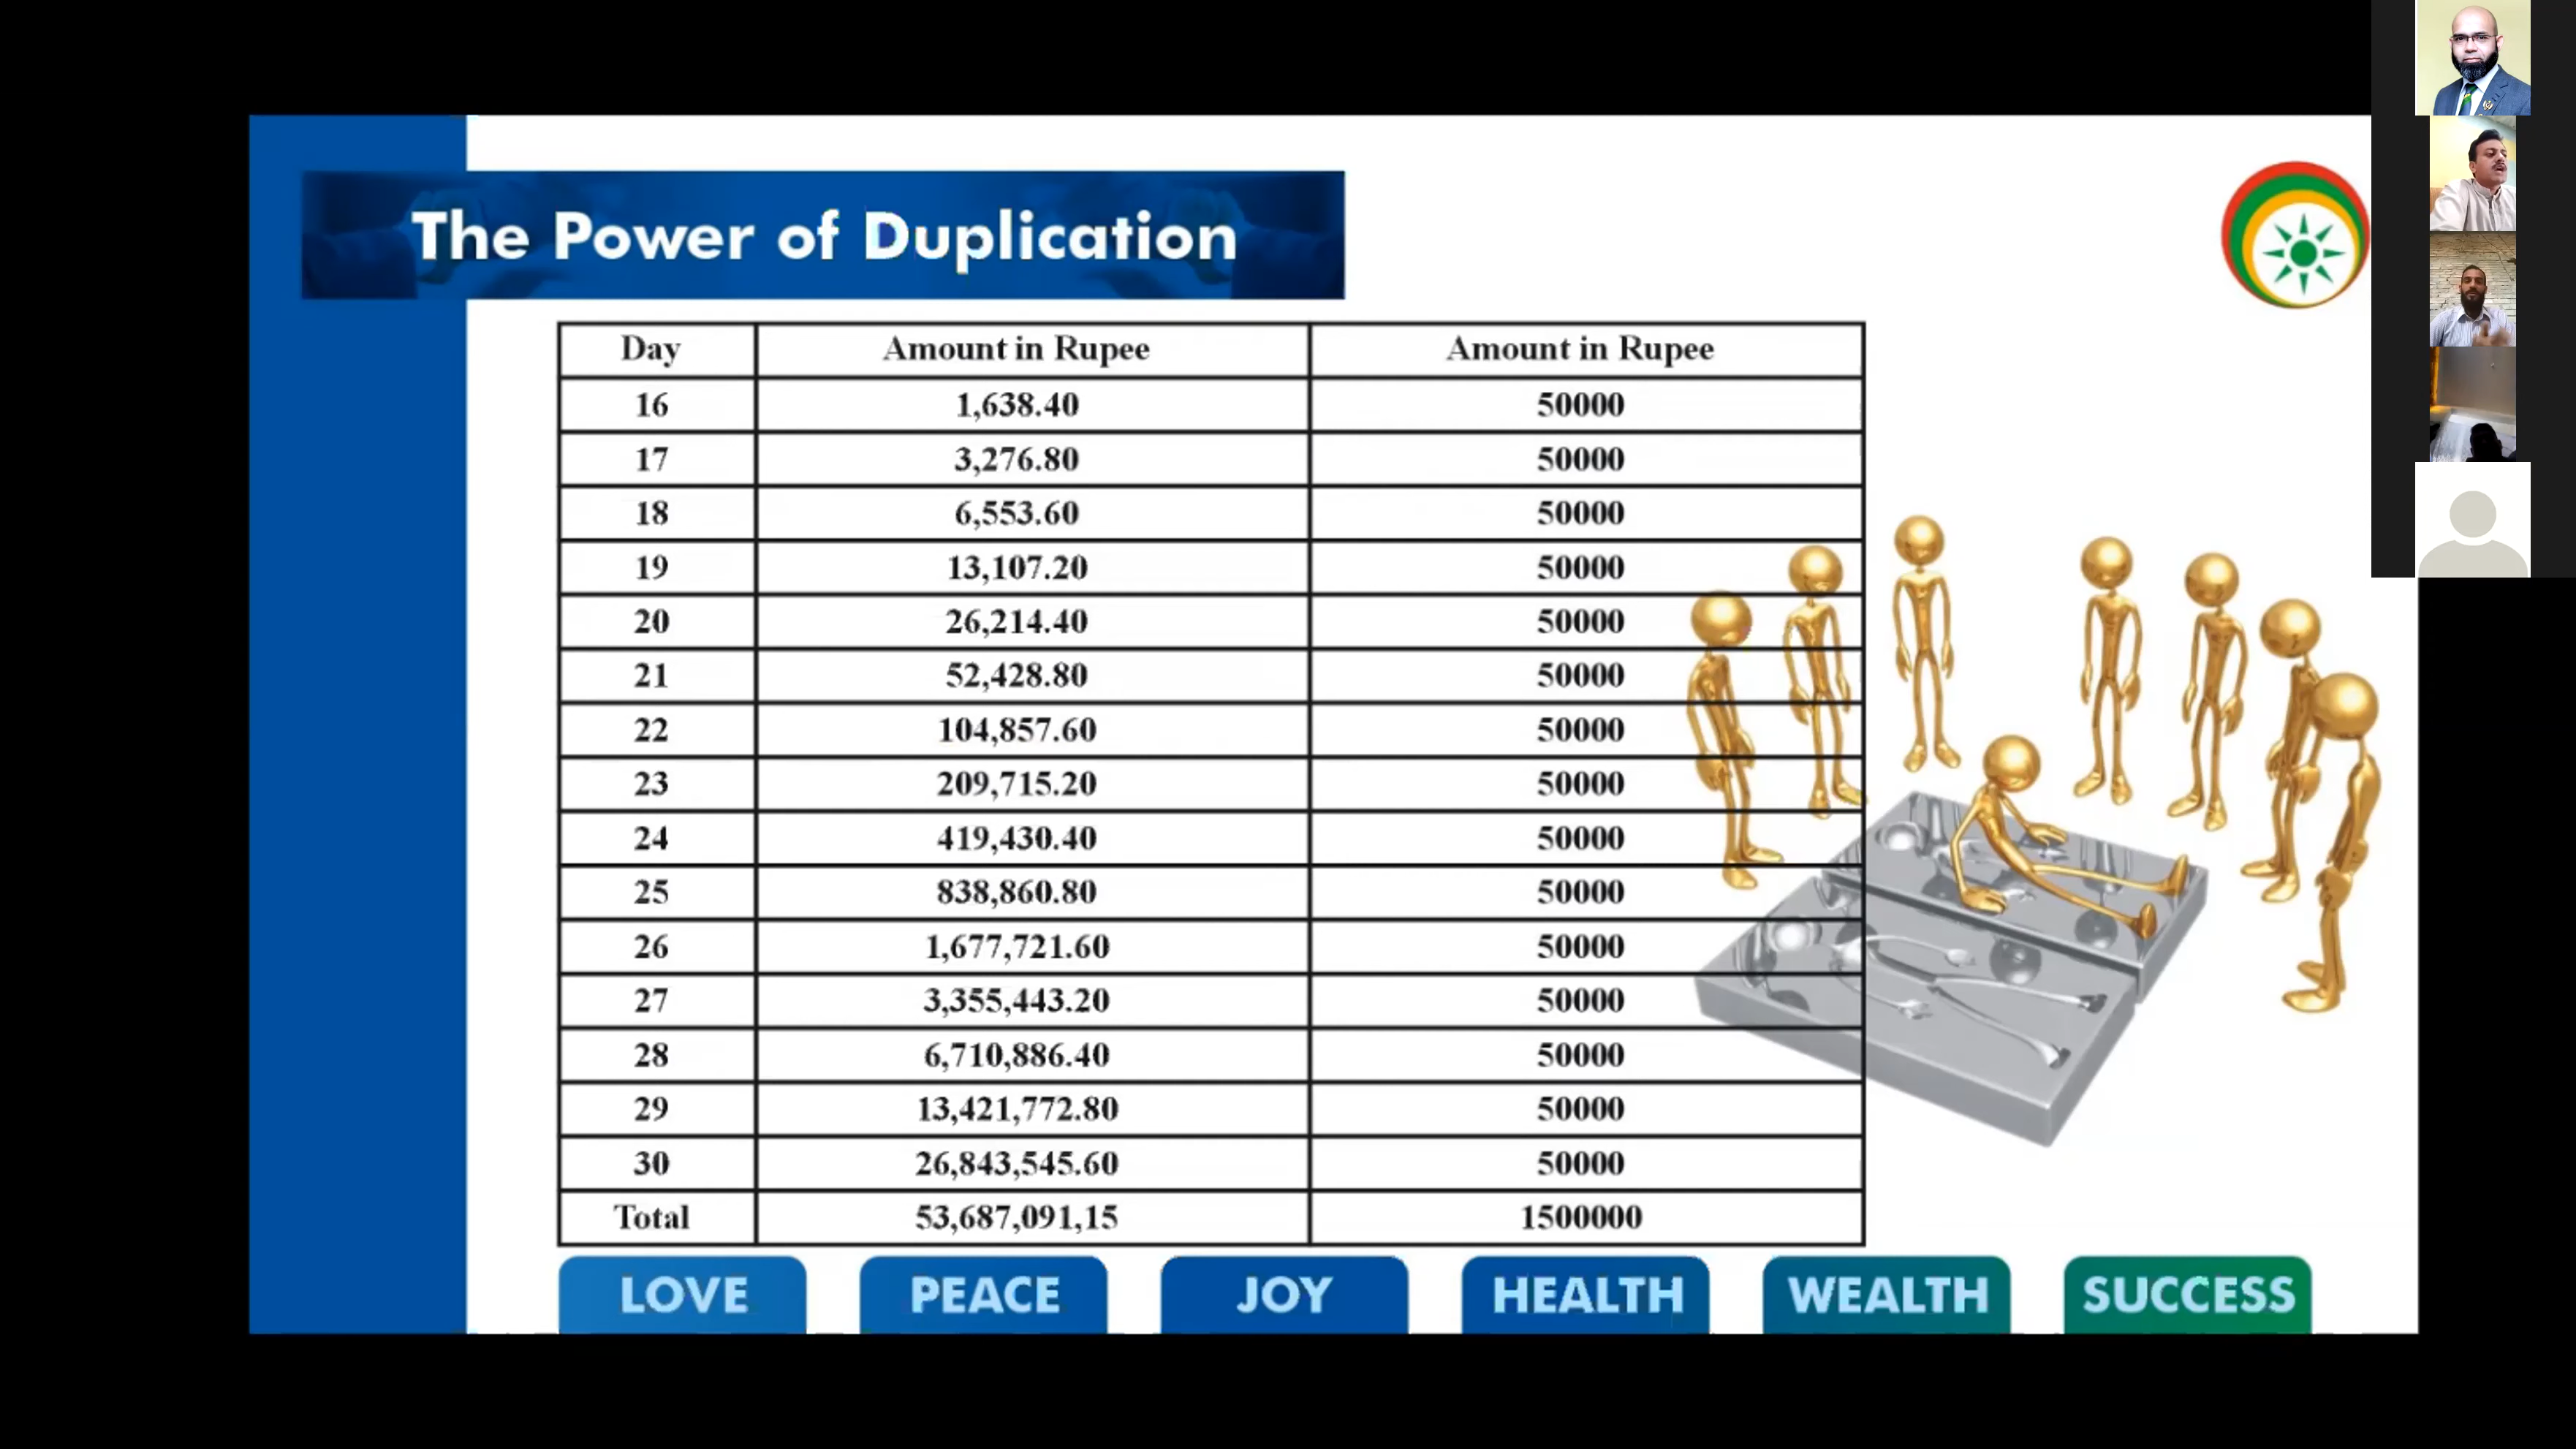 The Power of Duplication
Day Amount in Rupee Amount in Rupee
16 1,638.40 50000
17 3,276.80 50000
18 6,553.60 50000
19 13,107.20 50000
20 26,214.40 50000
21 52,428.80 50000
22 104,857.60 50000
23 209,715.20 50000
24 419,430.40 50000
25 838,860.80 50000
26 1,677,721.60 50000
27 3,355,443.20 50000
28 6,710,886.40 50000
29 13,421,772.80 50000
30 26,843,545.60 50000
Total 53,687,091,15 1500000
LOVE PEACE JOY HEALTH WEALTH SUCCESS